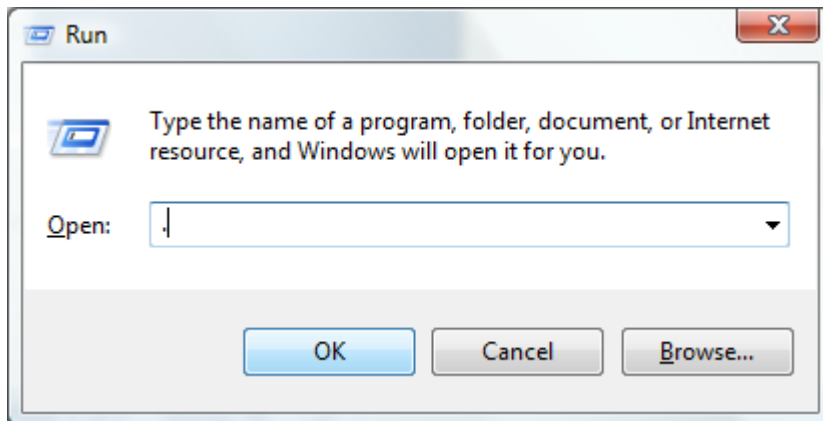 Run
Type the name of a program, folder, document, or Internet
resource, and Windows will open it for you.
Open: .
OK Cancel Browse...